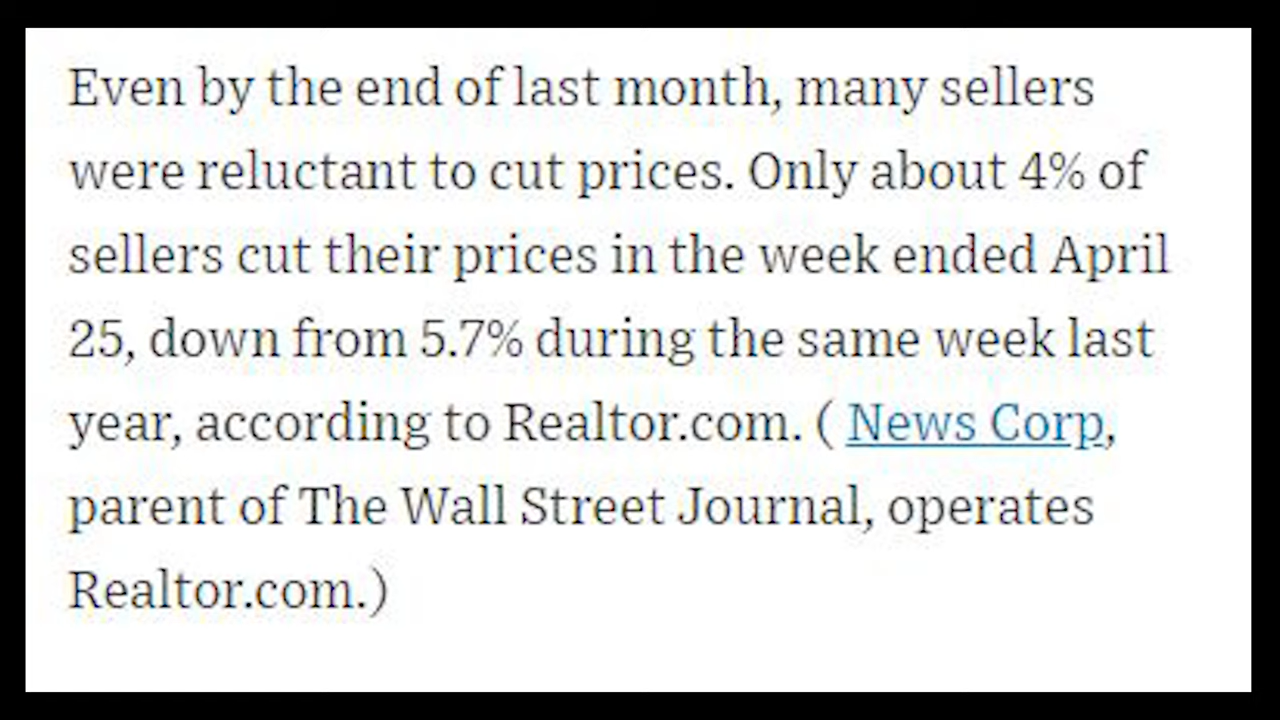 Even by the end of last month, many sellers
were reluctant to cut prices. Only about 4% of
sellers cut their prices in the week ended April
25, down from 5.7% during the same week last
year, according to Realtor.com. ( News Corp,
parent of The Wall Street Journal, operates
Realtor.com.)